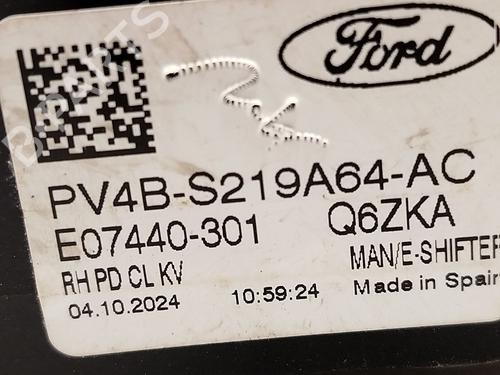 Ford
PV4B-S219A64-AC
E07440-301 Q6ZKA
RH PD CL KV MAN/E-SHIFTER
04.10.2024 10:59:24 Made in Spain